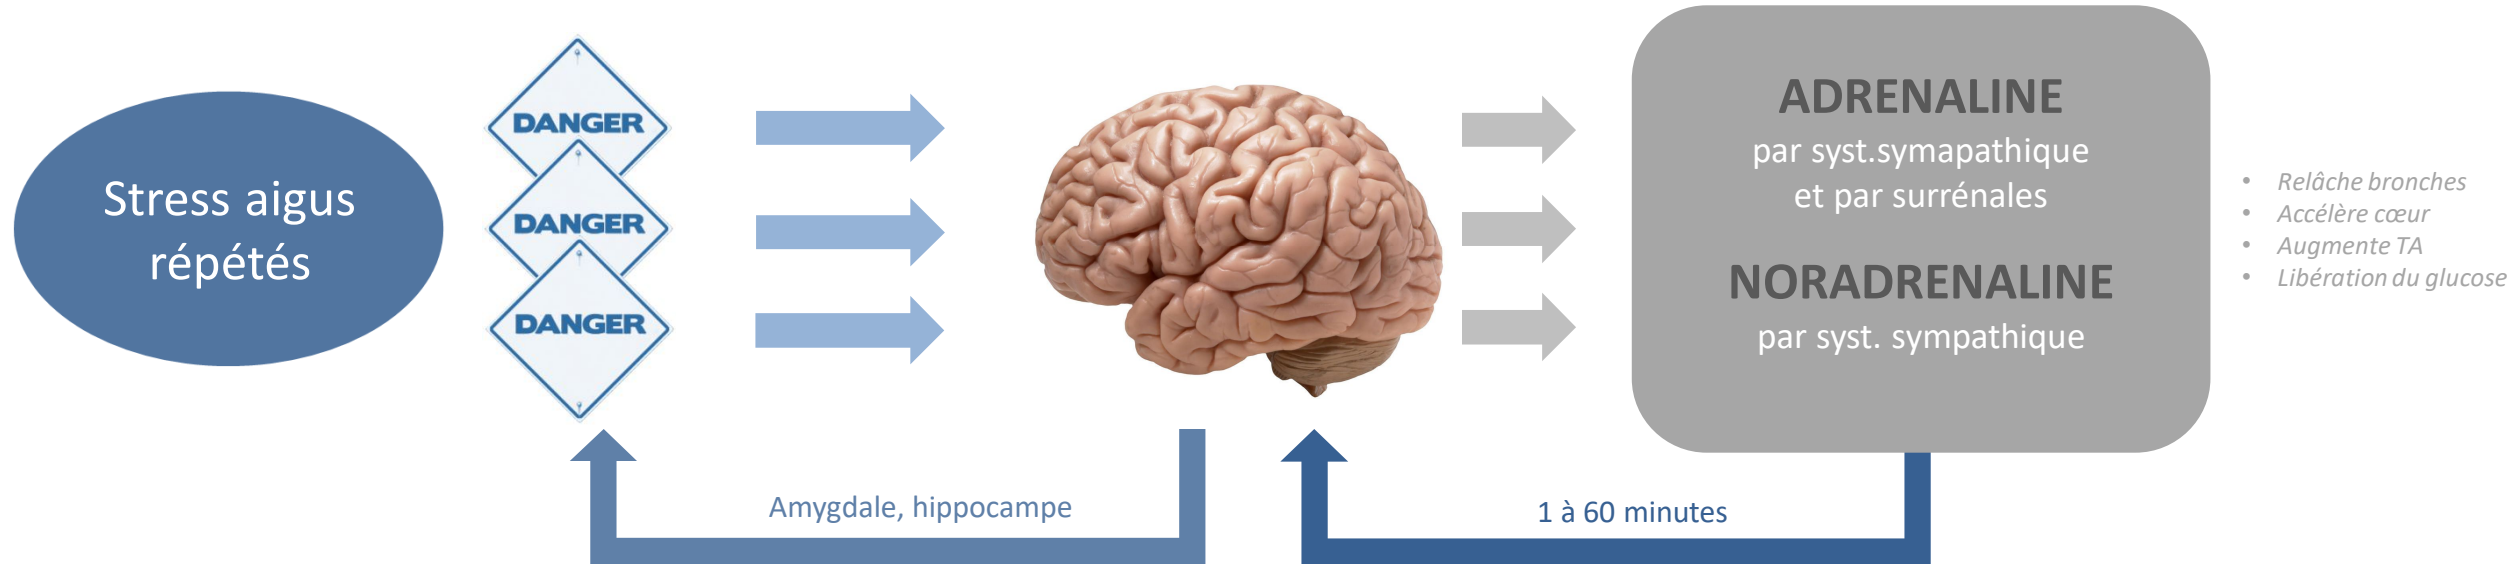 Stress aigus
répétés
DANGER
DANGER
DANGER
ADRENALINE
par syst.symapathique
et par surrénales
NORADRENALINE
par syst. sympathique
• Relâche bronches
• Accélère cœur
• Augmente TA
• Libération du glucose
Amygdale, hippocampe
1 à 60 minutes